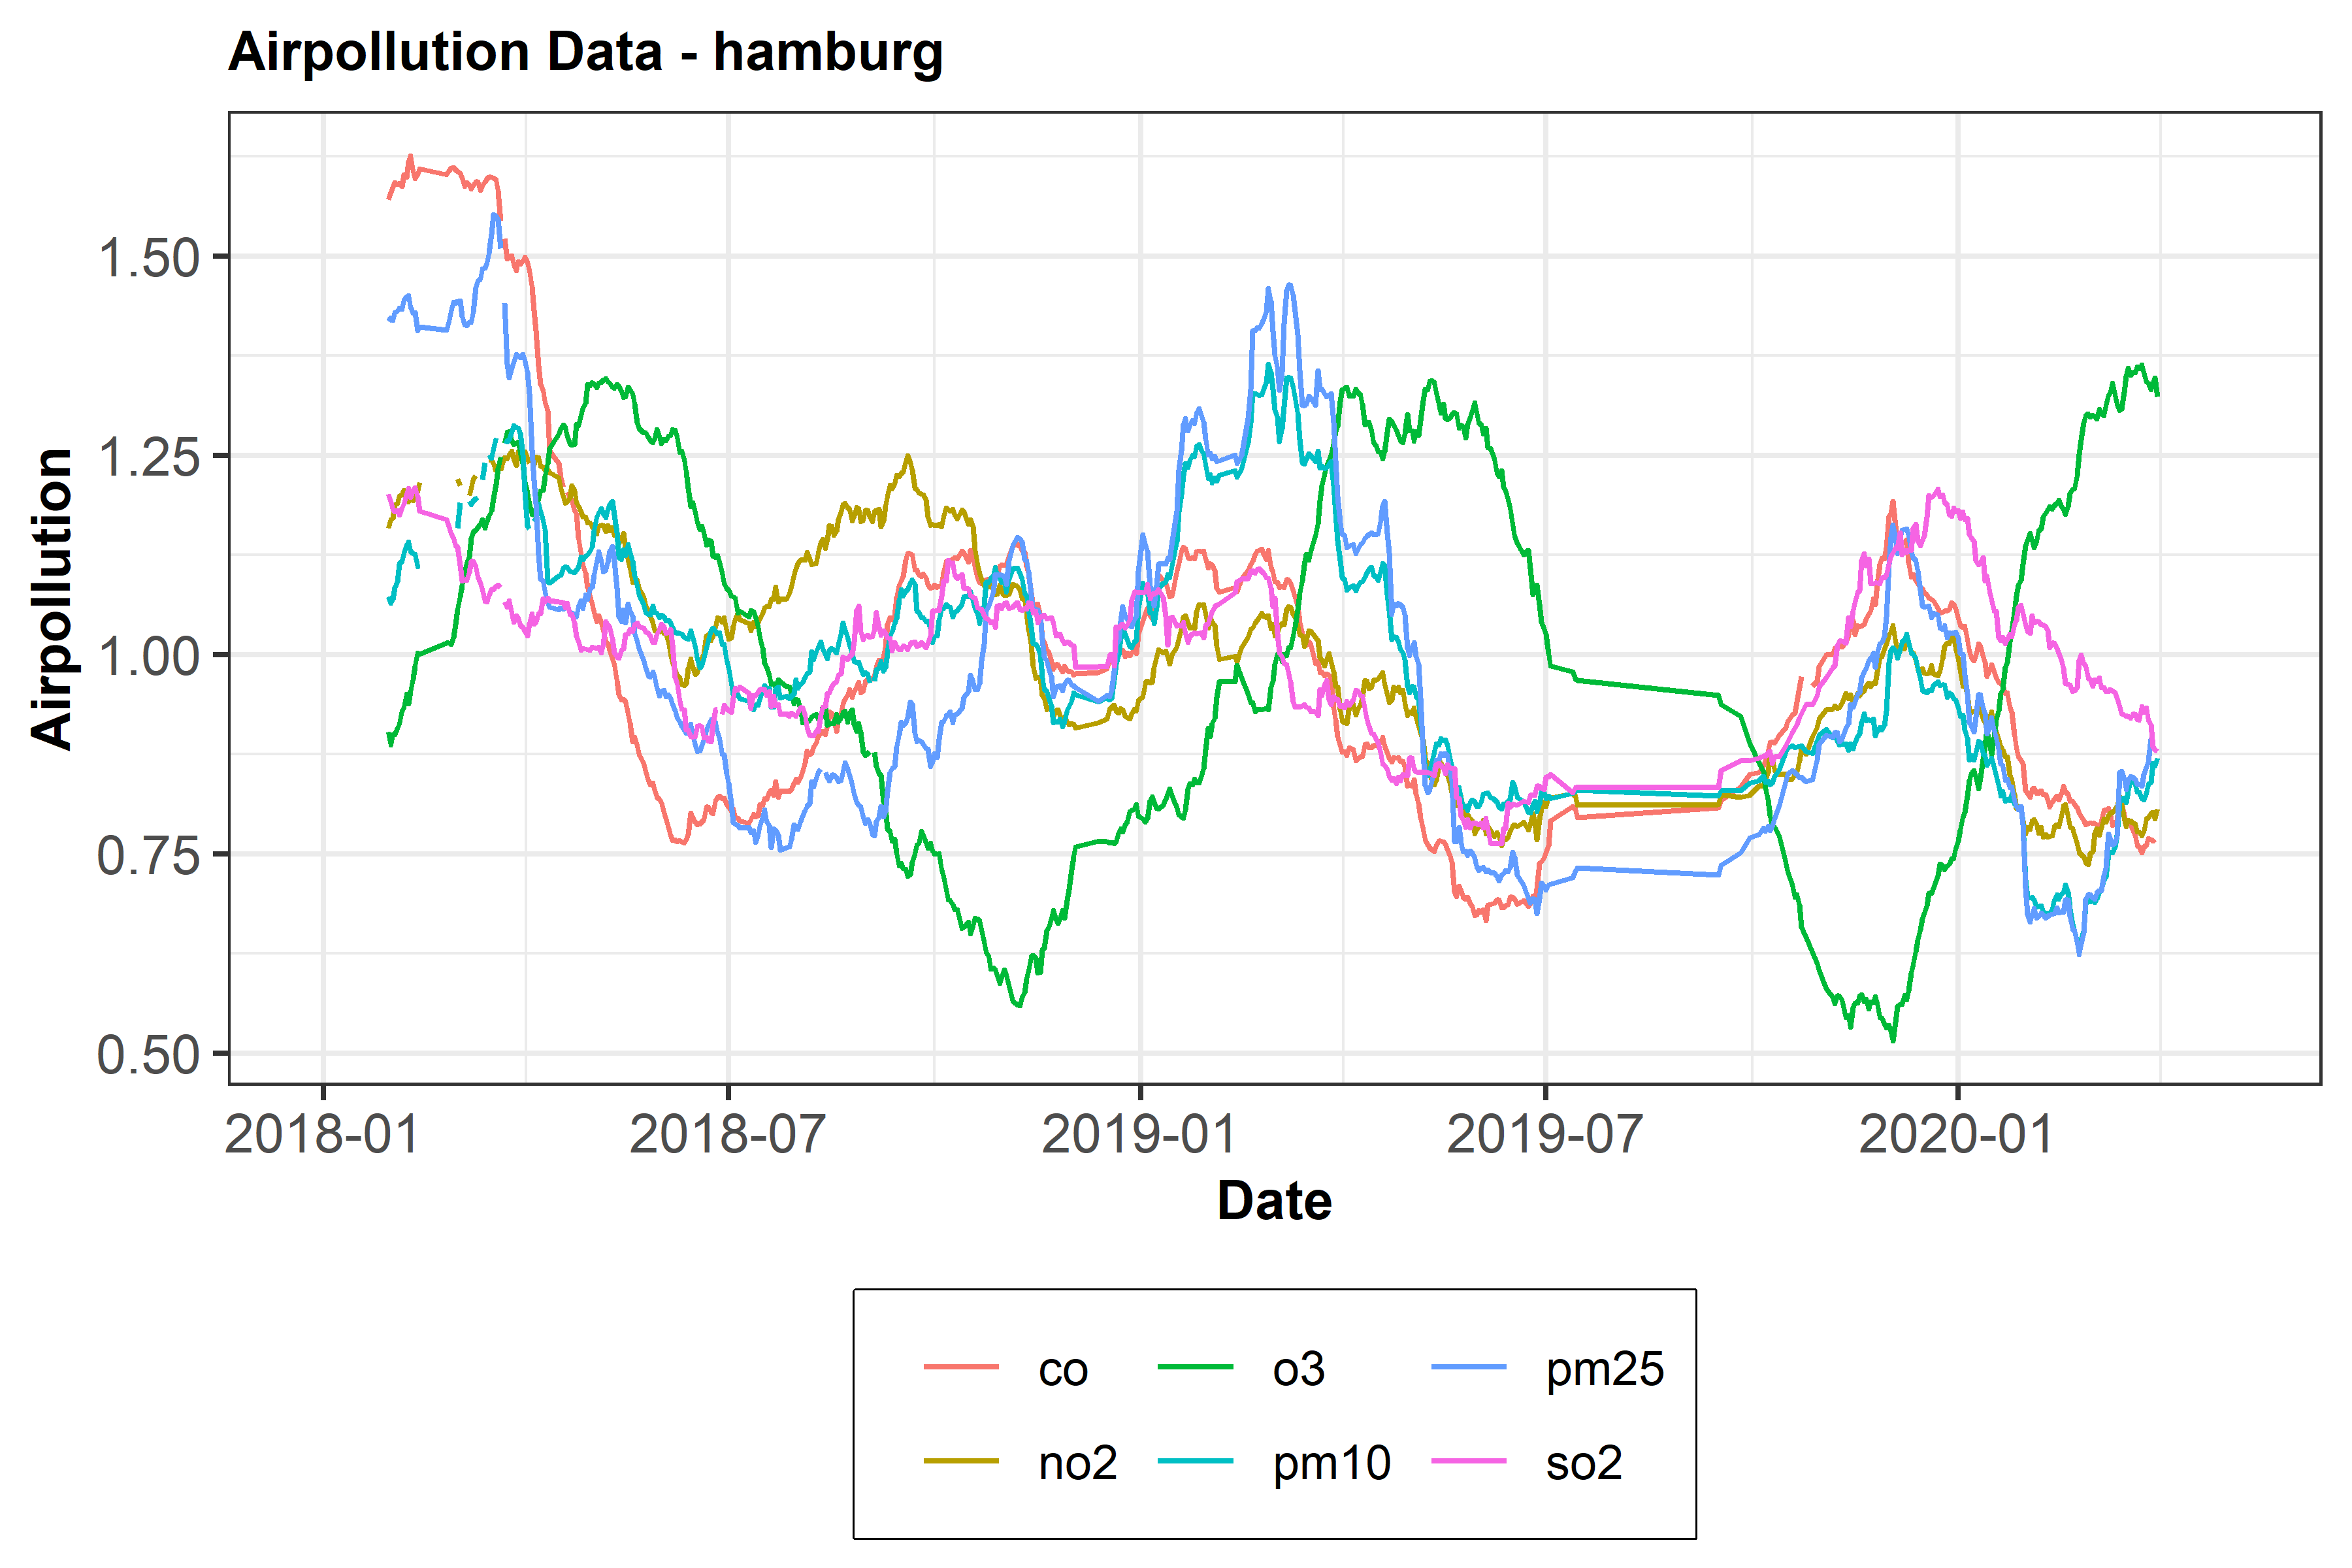 Airpollution Data - hamburg
Airpollution
1.50
1.25
1.00
0.75
0.50
2018-01 2018-07 2019-01 2019-07 2020-01
Date
co o3 pm25
no2 pm10 so2